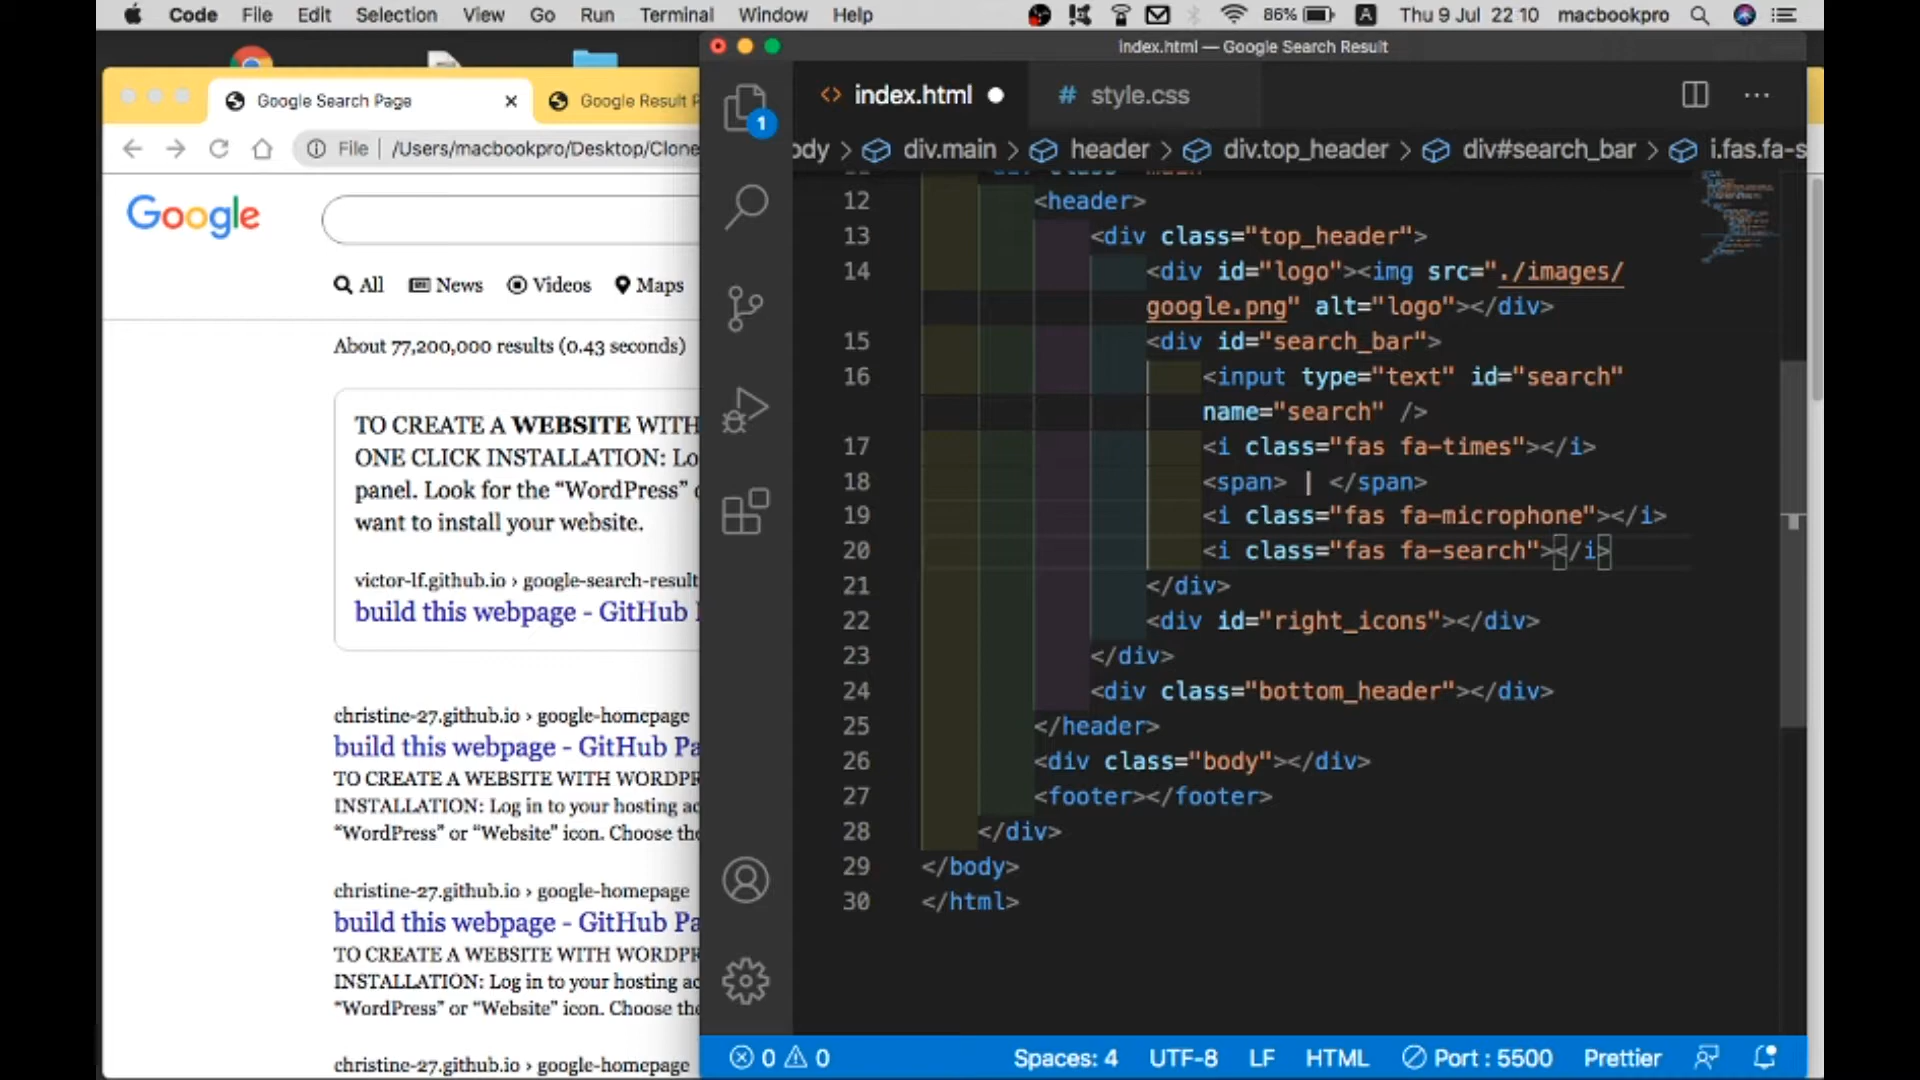 Code File Edit Selection View Go Run Terminal Window Help 86% A Thu 9 Jul 22 10 macbookpro
index.html — Google Search Result
Google Search Page
Google Result P
File | /Users/macbookpro/Desktop/Clone
Google
All News Videos Maps
About 77,200,000 results (0.43 seconds)
TO CREATE A WEBSITE WITH
ONE CLICK INSTALLATION: Lo
panel. Look for the “WordPress”
want to install your website.
victor-lf.github.io › google-search-result
build this webpage - GitHub
christine-27.github.io › google-homepage
build this webpage - GitHub Pa
TO CREATE A WEBSITE WITH WORDPR
INSTALLATION: Log in to your hosting ac
“WordPress” or “Website” icon. Choose the
christine-27.github.io › google-homepage
build this webpage - GitHub Pa
TO CREATE A WEBSITE WITH WORDPR
INSTALLATION: Log in to your hosting ac
“WordPress” or “Website” icon. Choose the
christine-27.github.io › google-homepage
1
<> index.html
# style.css
ody > div.main > header > div.top_header > div#search_bar > i.fas.fa-s
12 <header>
13 <div class="top_header">
14 <div id="logo"><img src="./images/
google.png" alt="logo"></div>
15 <div id="search_bar">
16 <input type="text" id="search"
name="search" />
17 <i class="fas fa-times"></i>
18 <span> | </span>
19 <i class="fas fa-microphone"></i>
20 <i class="fas fa-search"></i>
21 </div>
22 <div id="right_icons"></div>
23 </div>
24 <div class="bottom_header"></div>
25 </header>
26 <div class="body"></div>
27 <footer></footer>
28 </div>
29 </body>
30 </html>
0 0 Spaces: 4 UTF-8 LF HTML Port : 5500 Prettier